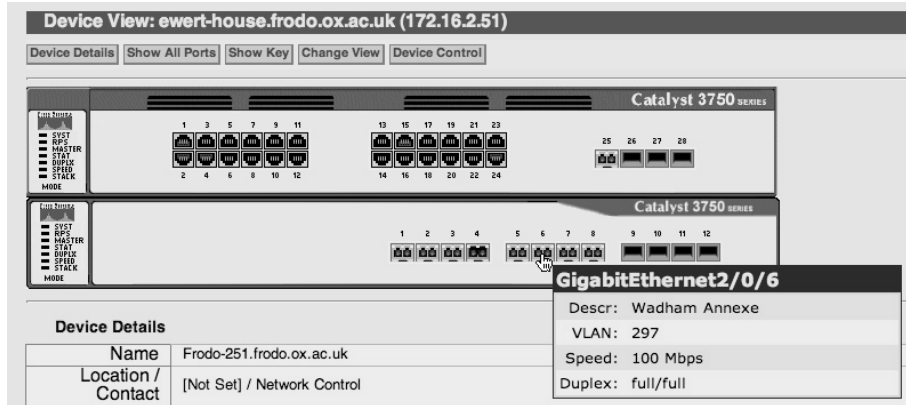 Device View: ewert-house.frodo.ox.ac.uk (172.16.2.51)
Device Details Show All Ports Show Key Change View Device Control
Catalyst 3750 SERIES
SYST
RPS
MASTER
STAT
DUPLX
SPEED
STACK
MODE
1 3 5 7 9 11 13 15 17 19 21 23
25 26 27 28
2 4 6 8 10 12 14 16 18 20 22 24
Catalyst 3750 SERIES
SYST
RPS
MASTER
STAT
DUPLX
SPEED
STACK
MODE
1 2 3 4 5 6 7 8 9 10 11 12
GigabitEthernet2/0/6
Descr: Wadham Annexe
VLAN: 297
Speed: 100 Mbps
Duplex: full/full
Device Details
Name Frodo-251.frodo.ox.ac.uk
Location / Contact [Not Set] / Network Control